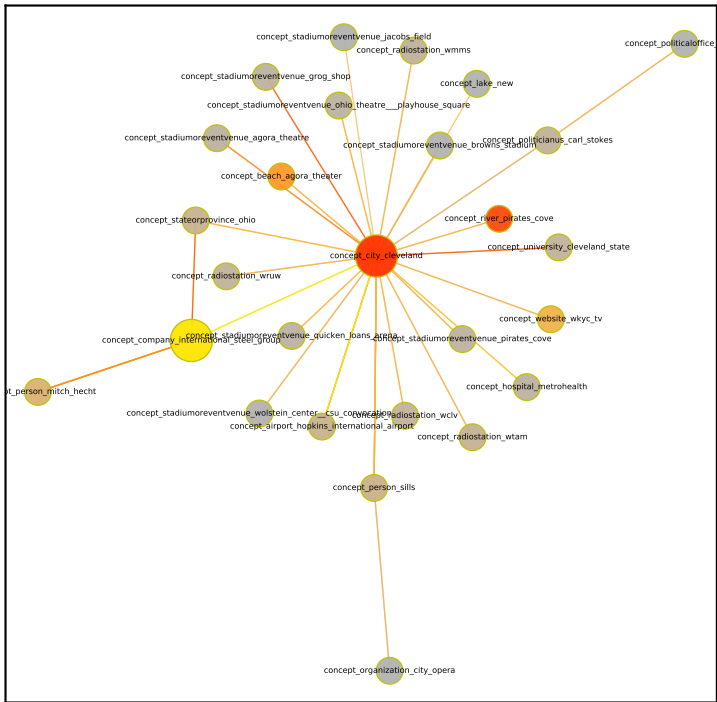 concept_stadiumoreventvenue_jacobs_field
concept_politicaloffice_
concept_radiostation_wmms
concept_stadiumoreventvenue_grog_shop
concept_lake_new
concept_stadiumoreventvenue_ohio_theatre___playhouse_square
concept_stadiumoreventvenue_agora_theatre
concept_politicianus_carl_stokes
concept_stadiumoreventvenue_browns_stadium
concept_beach_agora_theater
concept_stateorprovince_ohio
concept_river_pirates_cove
concept_university_cleveland_state
concept_city_cleveland
concept_radiostation_wruw
concept_website_wkyc_tv
concept_stadiumoreventvenue_quicken_loans_arena
concept_company_international_steel_group
concept_stadiumoreventvenue_pirates_cove
concept_hospital_metrohealth
pt_person_mitch_hecht
concept_stadiumoreventvenue_wolstein_center__csu_convocation
concept_radiostation_wclv
concept_airport_hopkins_international_airport
concept_radiostation_wtam
concept_person_sills
concept_organization_city_opera